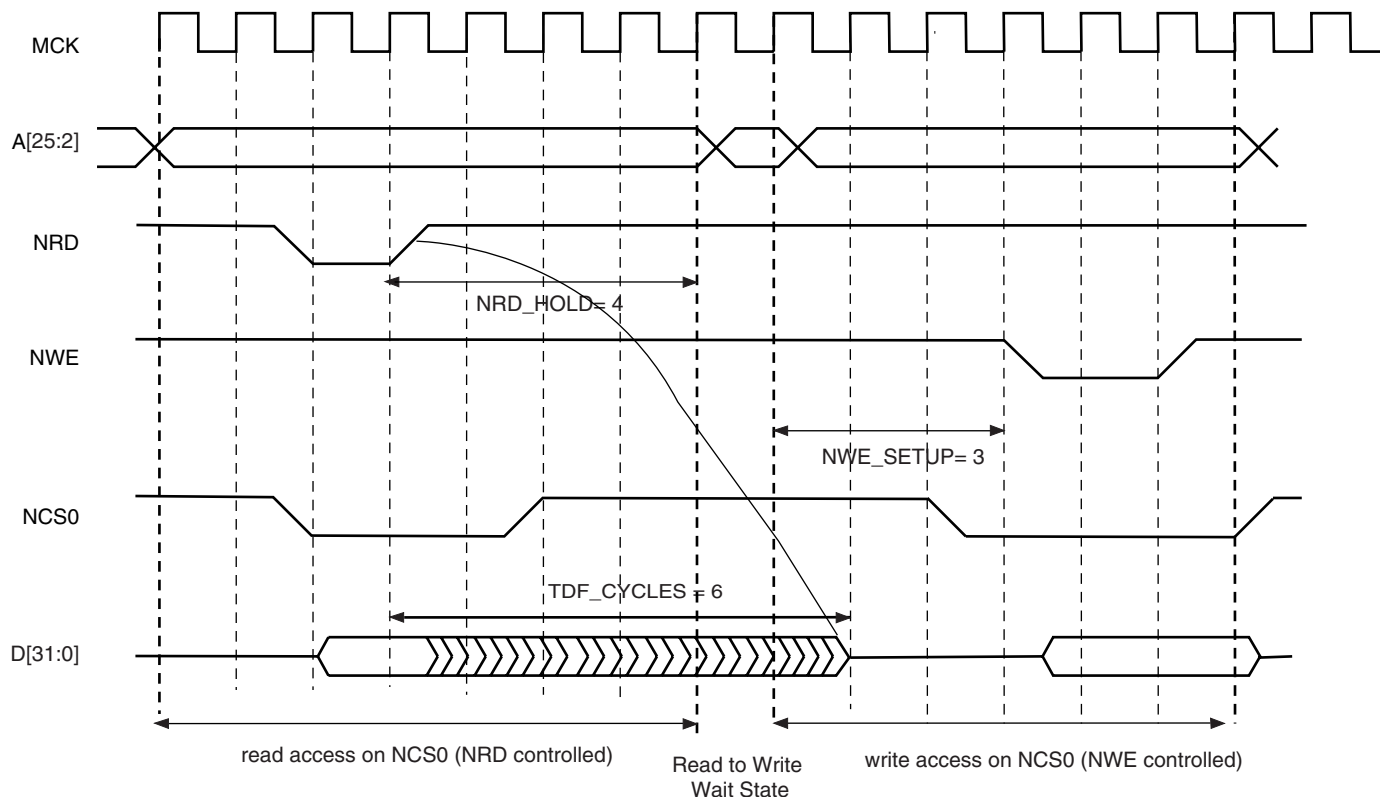 MCK
A[25:2]
NRD
NRD_HOLD= 4
NWE
NWE_SETUP= 3
NCS0
TDF_CYCLES = 6
D[31:0]
read access on NCS0 (NRD controlled)
Read to Write
Wait State
write access on NCS0 (NWE controlled)